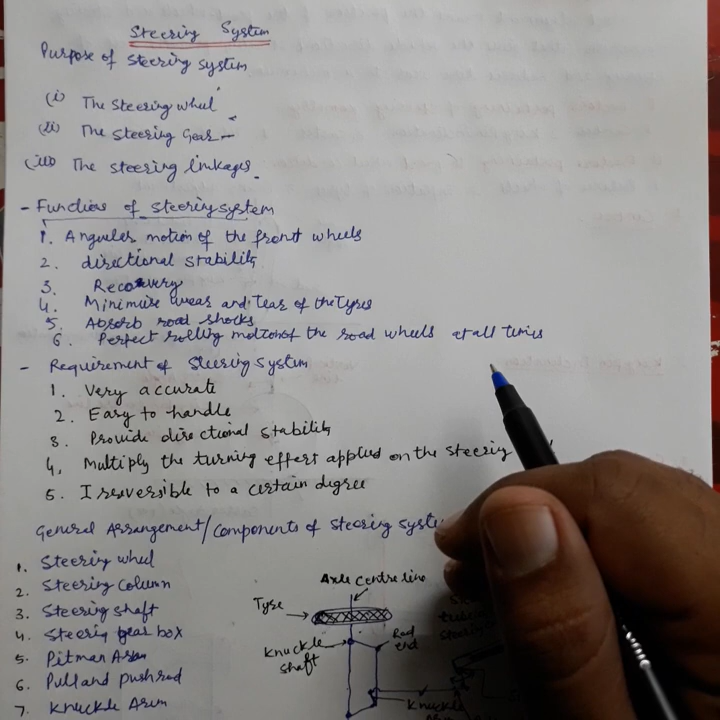 Steering System
Purpose of Steering System
(i) The Steering wheel
(ii) The Steering Gear
(iii) The Steering linkages.
- Functions of Steering system
1. Angular motion of the front wheels
2. directional Stability
3. Recovery
4. Minimise wear and Tear of the Tyres
5. Absorb road shocks
6. Perfect rolling motion of the road wheels at all times
- Requirement of Steering System
1. Very accurate
2. Easy to handle
3. Provide directional Stability
4. Multiply the turning effort applied on the Steering
5. Irreversible to a certain degree
General Arrangement/Components of Steering
1. Steering wheel
2. Steering Column
3. Steering Shaft
4. Steering gear box
5. Pitman Arm
6. Pull and push rod
7. Knuckle Arm
Axle Centre line
Tyre
Knuckle Shaft
Rod end
Knuckle